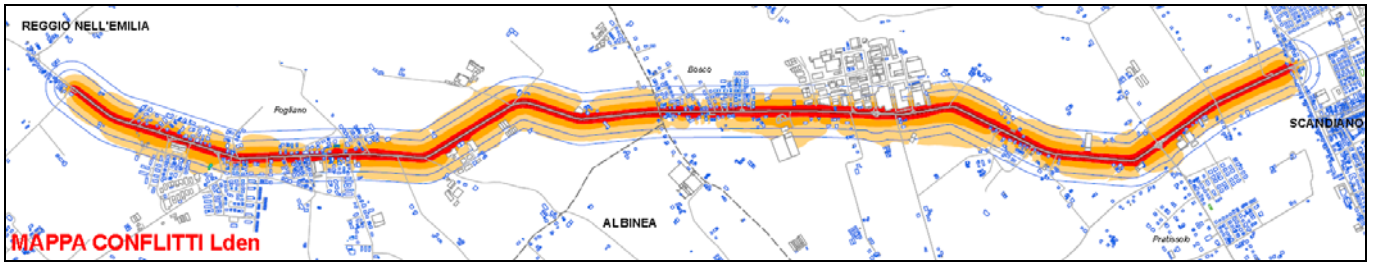 REGGIO NELL'EMILIA
Bosco
Fogliano
SCANDIANO
ALBINEA
Pratissolo
MAPPA CONFLITTI Lden